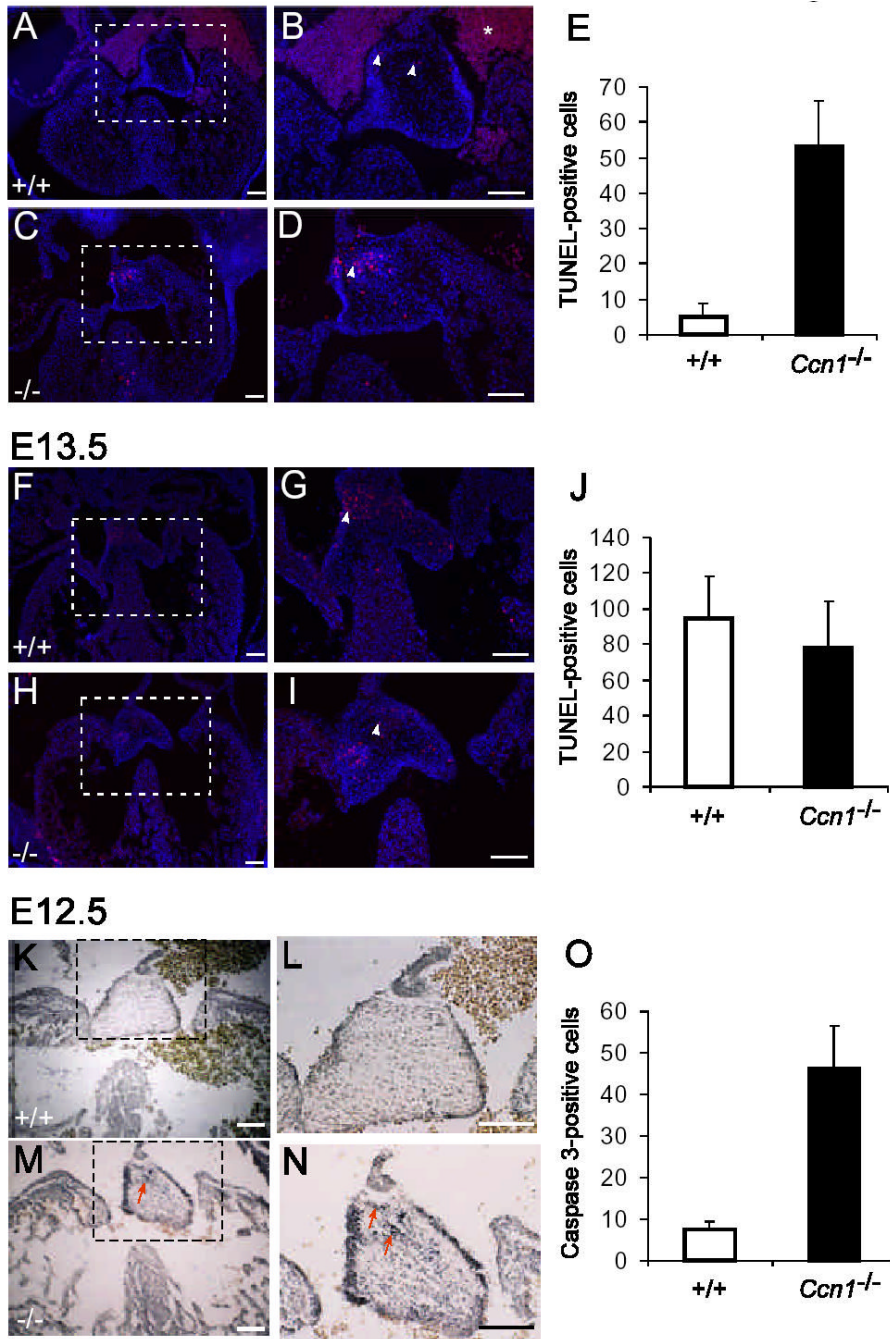 A
B
*
+/+
C
D
-/-
E
TUNEL-positive cells
70
60
50
40
30
20
10
0
+/+
Ccn1-/-
E13.5
F
G
+/+
H
I
-/-
J
TUNEL-positive cells
140
120
100
80
60
40
20
0
+/+
Ccn1-/-
E12.5
K
L
+/+
M
N
-/-
O
Caspase 3-positive cells
60
50
40
30
20
10
0
+/+
Ccn1-/-